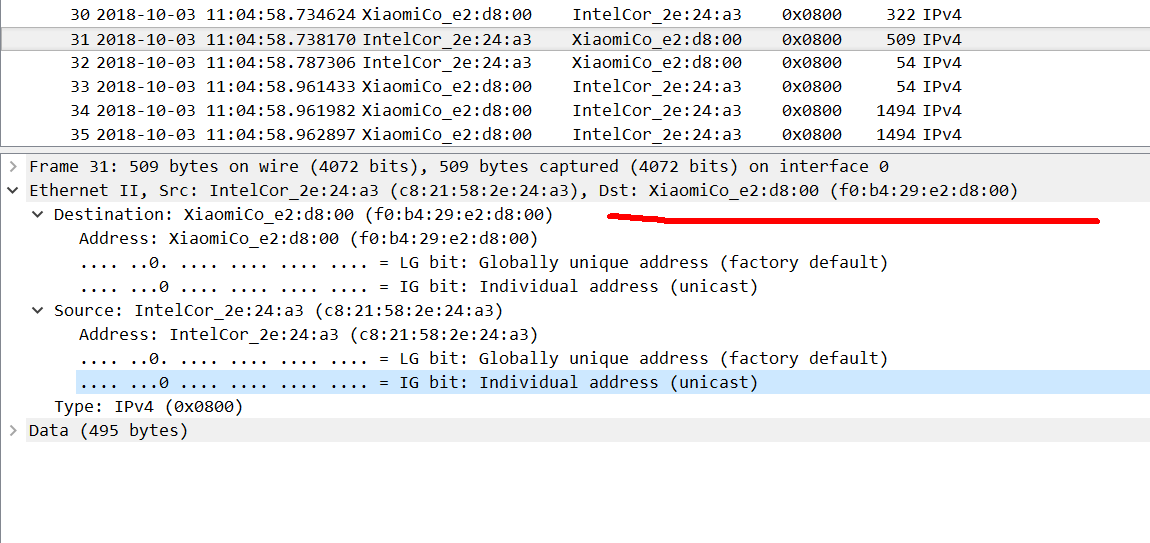 30 2018-10-03 11:04:58.734624 XiaomiCo_e2:d8:00 IntelCor_2e:24:a3 0x0800 322 IPv4
31 2018-10-03 11:04:58.738170 IntelCor_2e:24:a3 XiaomiCo_e2:d8:00 0x0800 509 IPv4
32 2018-10-03 11:04:58.787306 IntelCor_2e:24:a3 XiaomiCo_e2:d8:00 0x0800 54 IPv4
33 2018-10-03 11:04:58.961433 XiaomiCo_e2:d8:00 IntelCor_2e:24:a3 0x0800 54 IPv4
34 2018-10-03 11:04:58.961982 XiaomiCo_e2:d8:00 IntelCor_2e:24:a3 0x0800 1494 IPv4
35 2018-10-03 11:04:58.962897 XiaomiCo_e2:d8:00 IntelCor_2e:24:a3 0x0800 1494 IPv4
Frame 31: 509 bytes on wire (4072 bits), 509 bytes captured (4072 bits) on interface 0
Ethernet II, Src: IntelCor_2e:24:a3 (c8:21:58:2e:24:a3), Dst: XiaomiCo_e2:d8:00 (f0:b4:29:e2:d8:00)
Destination: XiaomiCo_e2:d8:00 (f0:b4:29:e2:d8:00)
Address: XiaomiCo_e2:d8:00 (f0:b4:29:e2:d8:00)
.... ..0. .... .... .... .... = LG bit: Globally unique address (factory default)
.... ...0 .... .... .... .... = IG bit: Individual address (unicast)
Source: IntelCor_2e:24:a3 (c8:21:58:2e:24:a3)
Address: IntelCor_2e:24:a3 (c8:21:58:2e:24:a3)
.... ..0. .... .... .... .... = LG bit: Globally unique address (factory default)
.... ...0 .... .... .... .... = IG bit: Individual address (unicast)
Type: IPv4 (0x0800)
Data (495 bytes)